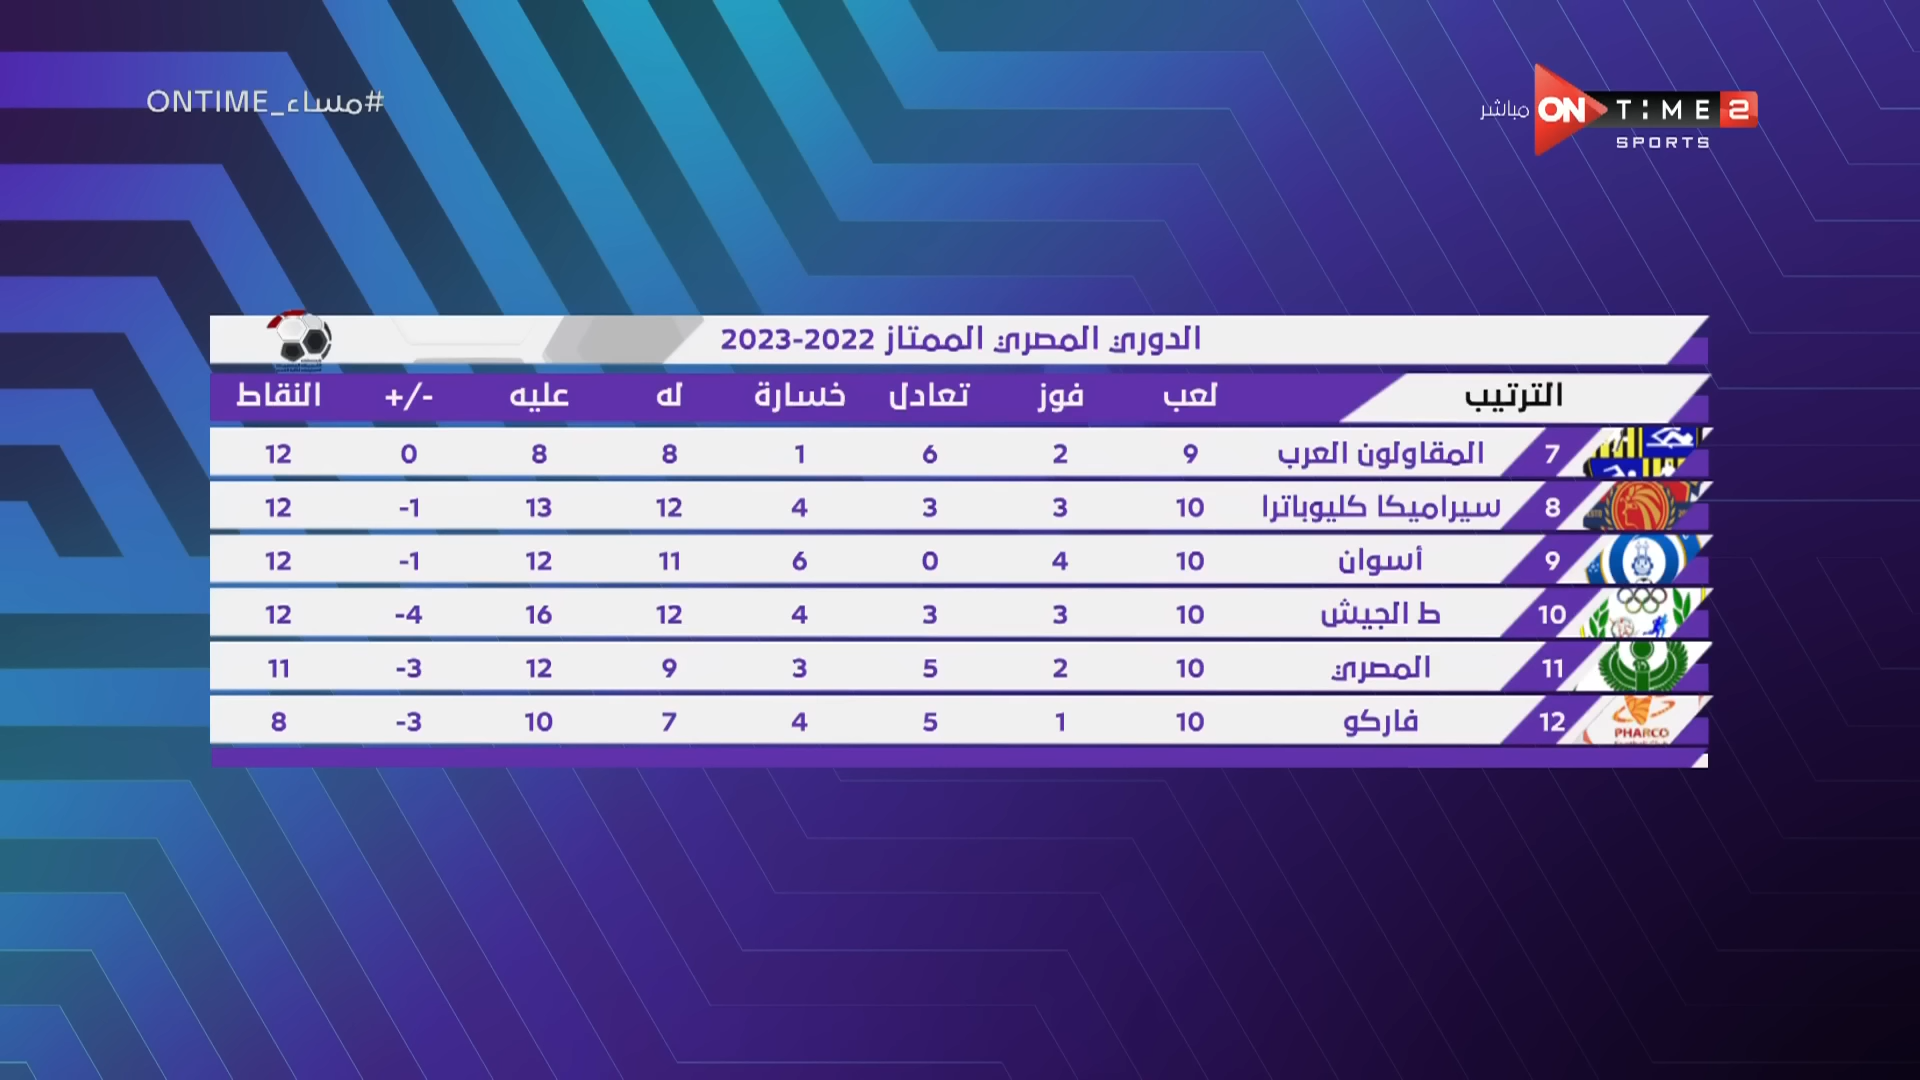 #مساء_ONTIME
مباشر ON TIME 2
SPORTS
الدوري المصري الممتاز 2022-2023
الترتيب لعب فوز تعادل خسارة له عليه +/- النقاط
7 المقاولون العرب 9 2 6 1 8 8 0 12
8 سيراميكا كليوباترا 10 3 3 4 12 13 -1 12
9 أسوان 10 4 0 6 11 12 -1 12
10 ط الجيش 10 3 3 4 12 16 -4 12
11 المصري 10 2 5 3 9 12 -3 11
PHARCO
12 فاركو 10 1 5 4 7 10 -3 8